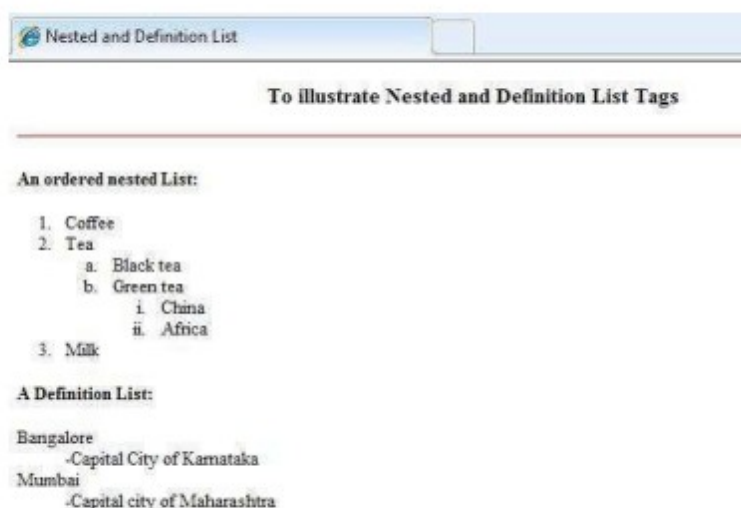 Nested and Definition List
To illustrate Nested and Definition List Tags
An ordered nested List:
1. Coffee
2. Tea
a. Black tea
b. Green tea
i. China
ii. Africa
3. Milk
A Definition List:
Bangalore
-Capital City of Karnataka
Mumbai
-Capital city of Maharashtra